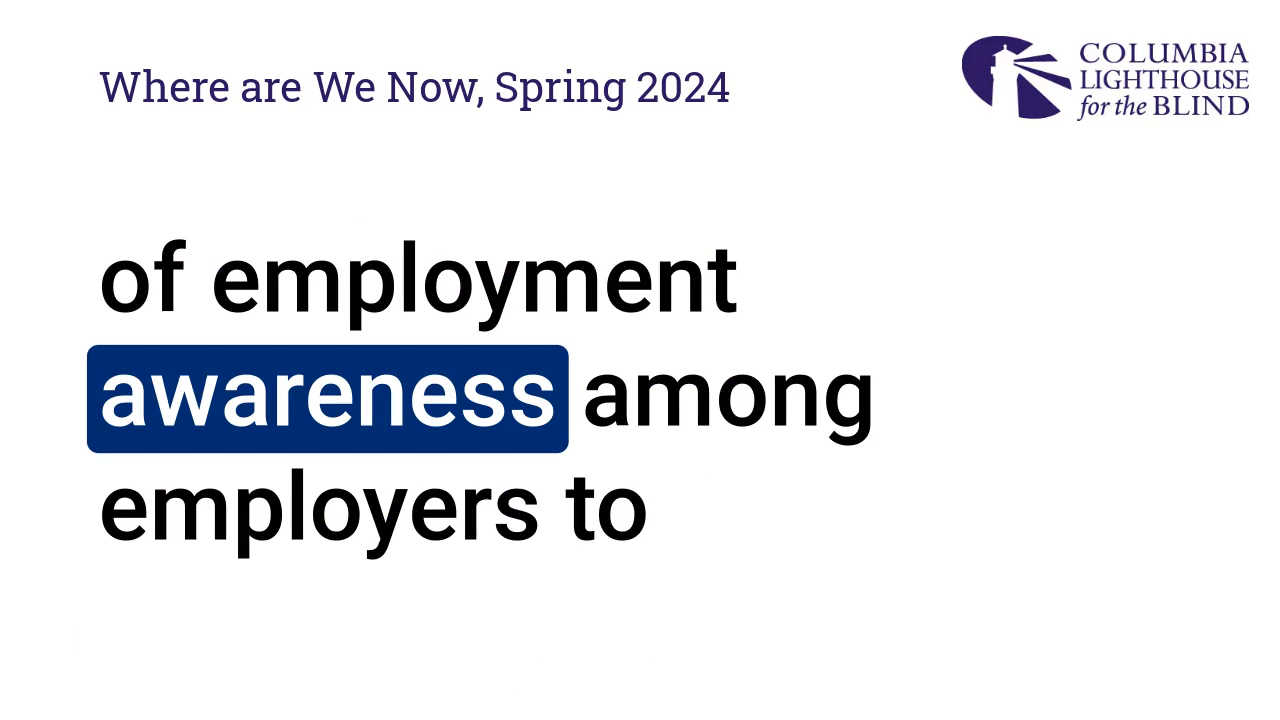 Where are We Now, Spring 2024
COLUMBIA
LIGHTHOUSE
for the BLIND
of employment
awareness among
employers to